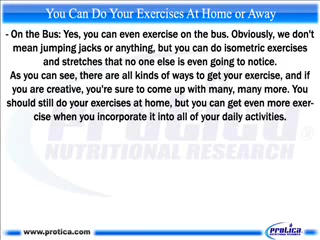 You Can Do Your Exercises At Home or Away
- On the Bus: Yes, you can even exercise on the bus. Obviously, we don't
mean jumping jacks or anything, but you can do isometric exercises
and stretches that no one else is even going to notice.
As you can see, there are all kinds of ways to get your exercise, and if
you are creative, you're sure to come up with many, many more. You
should still do your exercises at home, but you can get even more exer-
cise when you incorporate it into all of your daily activities.
Protica
NUTRITIONAL RESEARCH
www.protica.com
protica